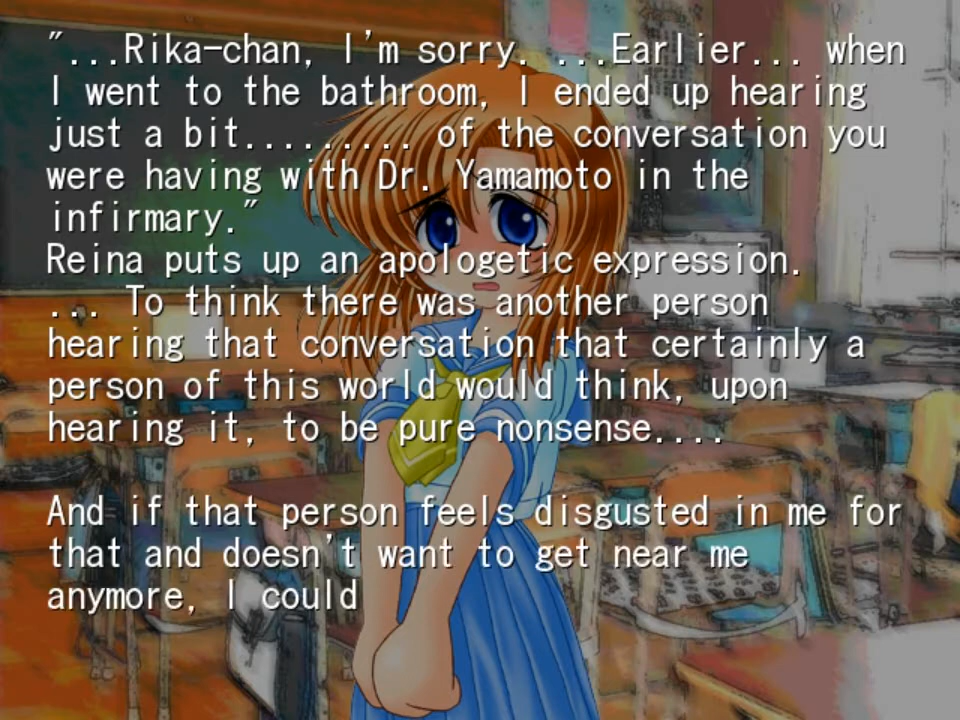 "...Rika-chan, I'm sorry. ...Earlier... when
I went to the bathroom, I ended up hearing
just a bit......... of the conversation you
were having with Dr. Yamamoto in the
infirmary."
Reina puts up an apologetic expression.
... To think there was another person
hearing that conversation that certainly a
person of this world would think, upon
hearing it, to be pure nonsense....
And if that person feels disgusted in me for
that and doesn't want to get near me
anymore, I could